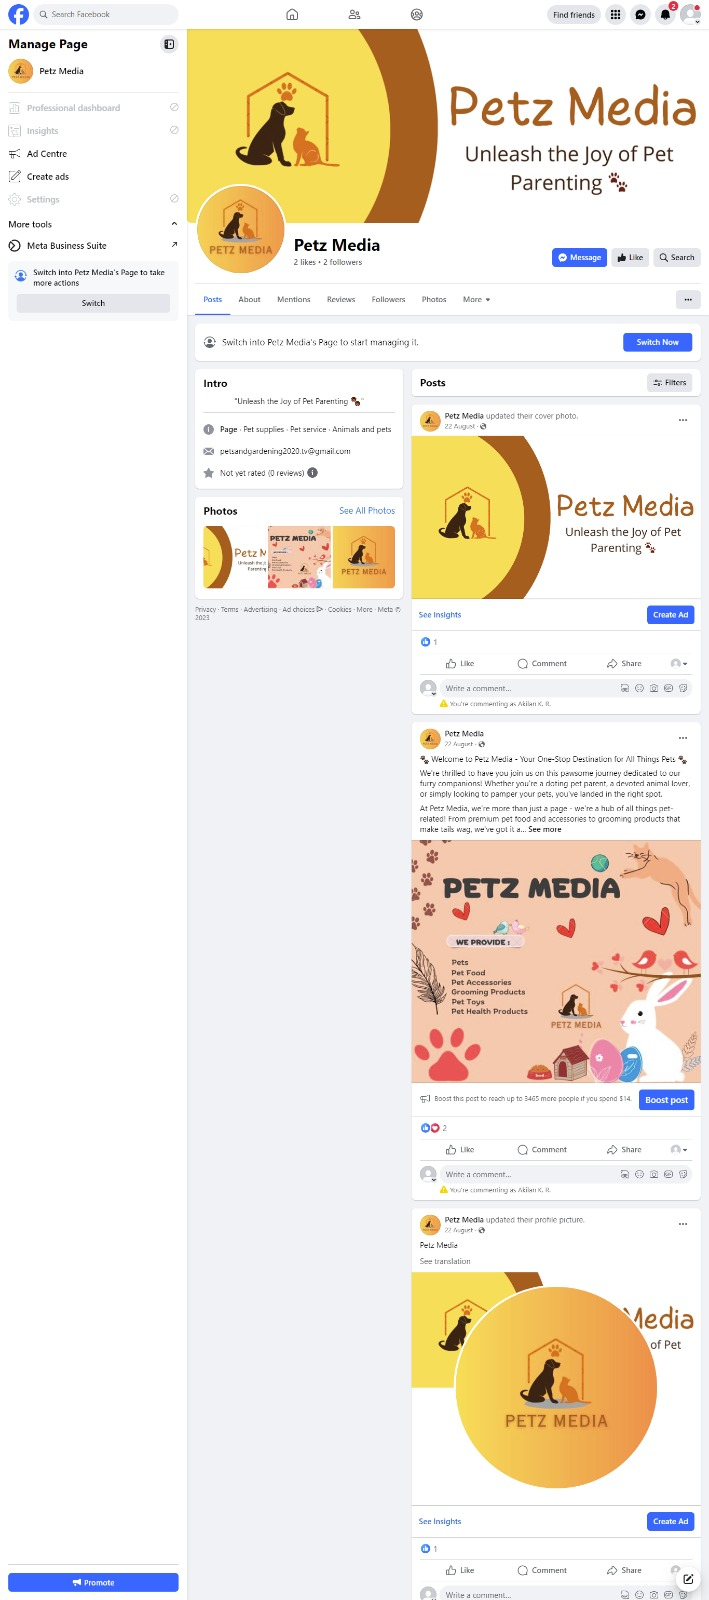 Search Facebook
Find friends
2
Manage Page
Petz Media
Professional dashboard
Insights
Ad Centre
Create ads
Settings
More tools
Meta Business Suite
Switch into Petz Media's Page to take
more actions
Switch
Promote
Petz Media
Unleash the Joy of Pet
Parenting
PETZ MEDIA
Petz Media
2 likes • 2 followers
Message
Like
Search
Posts
About
Mentions
Reviews
Followers
Photos
More
Switch into Petz Media's Page to start managing it.
Switch Now
Intro
"Unleash the Joy of Pet Parenting 🐾"
Page · Pet supplies · Pet service · Animals and pets
petsandgardening2020.tv@gmail.com
Not yet rated (0 reviews)
Photos
See All Photos
PETZ MEDIA
PETZ MEDIA
Privacy · Terms · Advertising · Ad choices · Cookies · More · Meta ©
2023
Posts
Filters
Petz Media updated their cover photo.
22 August
Petz Media
Unleash the Joy of Pet
Parenting
See Insights
Create Ad
1
Like
Comment
Share
Write a comment...
You're commenting as Akilan K. R.
Petz Media
22 August
🐾 Welcome to Petz Media - Your One-Stop Destination for All Things Pets 🐾
We're thrilled to have you join us on this pawsome journey dedicated to our
furry companions! Whether you're a doting pet parent, a devoted animal lover,
or simply looking to pamper your pets, you've landed in the right spot.
At Petz Media, we're more than just a page - we're a hub of all things pet-
related! From premium pet food and accessories to grooming products that
make tails wag, we've got it a... See more
PETZ MEDIA
WE PROVIDE :
Pets
Pet Food
Pet Accessories
Grooming Products
Pet Toys
Pet Health Products
PETZ MEDIA
Boost this post to reach up to 3465 more people if you spend $14.
Boost post
2
Like
Comment
Share
Write a comment...
You're commenting as Akilan K. R.
Petz Media updated their profile picture.
22 August
Petz Media
See translation
Media
of Pet
PETZ MEDIA
See Insights
Create Ad
1
Like
Comment
Share
Write a comment...